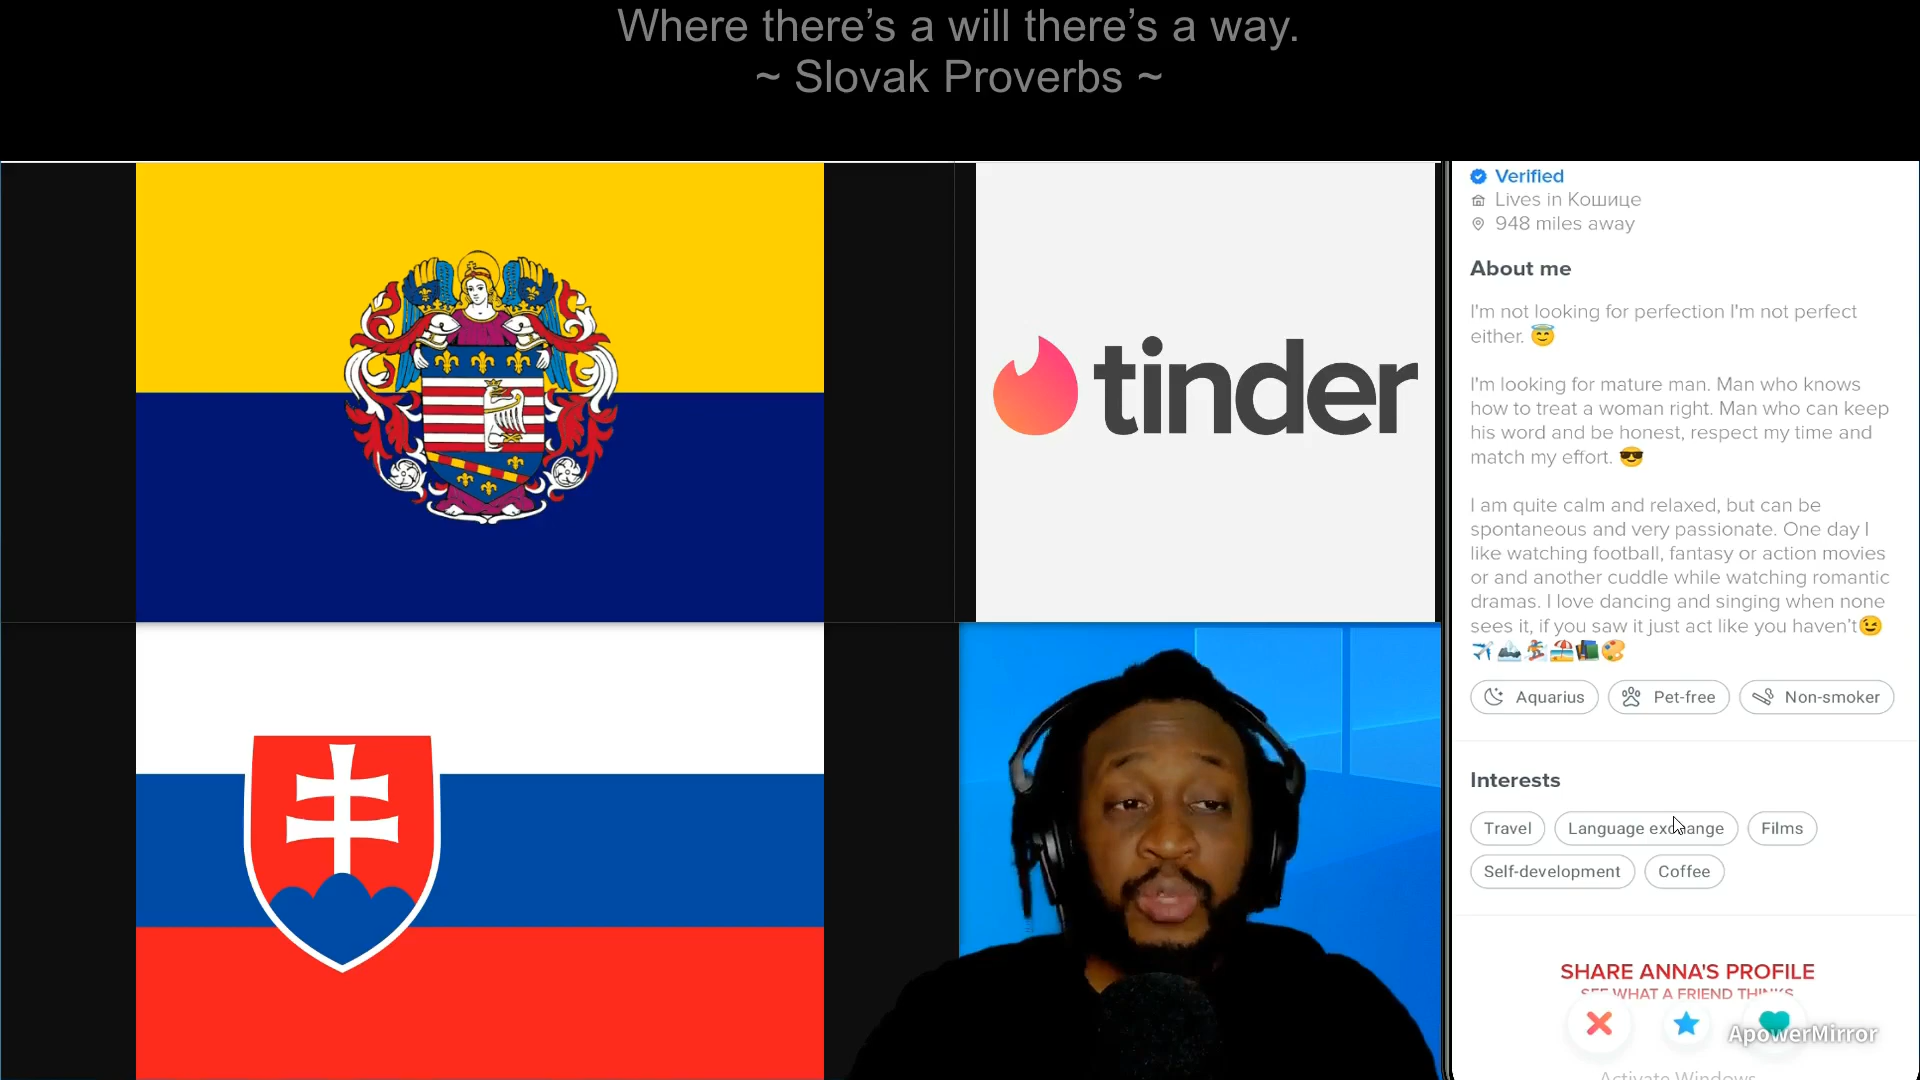 Where there’s a will there’s a way.
~ Slovak Proverbs ~
tinder
Verified
Lives in Кошице
948 miles away
About me
I'm not looking for perfection I'm not perfect
either. 😇
I'm looking for mature man. Man who knows
how to treat a woman right. Man who can keep
his word and be honest, respect my time and
match my effort. 😎
I am quite calm and relaxed, but can be
spontaneous and very passionate. One day I
like watching football, fantasy or action movies
or and another cuddle while watching romantic
dramas. I love dancing and singing when none
sees it, if you saw it just act like you haven't😉
✈️🏔️🏂🏖️📚🎨
Aquarius Pet-free Non-smoker
Interests
Travel Language exchange Films
Self-development Coffee
SHARE ANNA'S PROFILE
SEE WHAT A FRIEND THINKS
ApowerMirror
Activate Windows